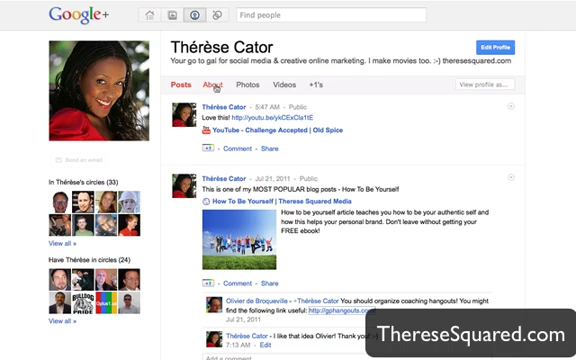 Google+
Find people
Thérèse Cator
Edit Profile
Your go to gal for social media & creative online marketing. I make movies too. :-) theresesquared.com
Posts About Photos Videos +1's
View profile as...
Thérèse Cator - 5:47 AM - Public
Love this! http://youtu.be/ykCExCla1tE
YouTube - Challenge Accepted | Old Spice
+1 - Comment - Share
Send an email
In Thérèse's circles (33)
View all »
Have Thérèse in circles (24)
BULLDOG
PRIDE
View all »
Thérèse Cator - Jul 21, 2011 - Public
This is one of my MOST POPULAR blog posts - How To Be Yourself
How To Be Yourself | Therese Squared Media
How to be yourself article teaches you how to be your authentic self and
how this helps your personal brand. Don't leave without getting your
FREE ebook!
+1 - Comment - Share
Olivier de Broqueville - +Thérèse Cator You should organize coaching hangouts! You might
find the following link useful: http://gphangouts.com/
Jul 21, 2011
Thérèse Cator - I like that idea Olivier! Thank you! :-)
7:13 AM - Edit
Add a comment
ThereseSquared.com